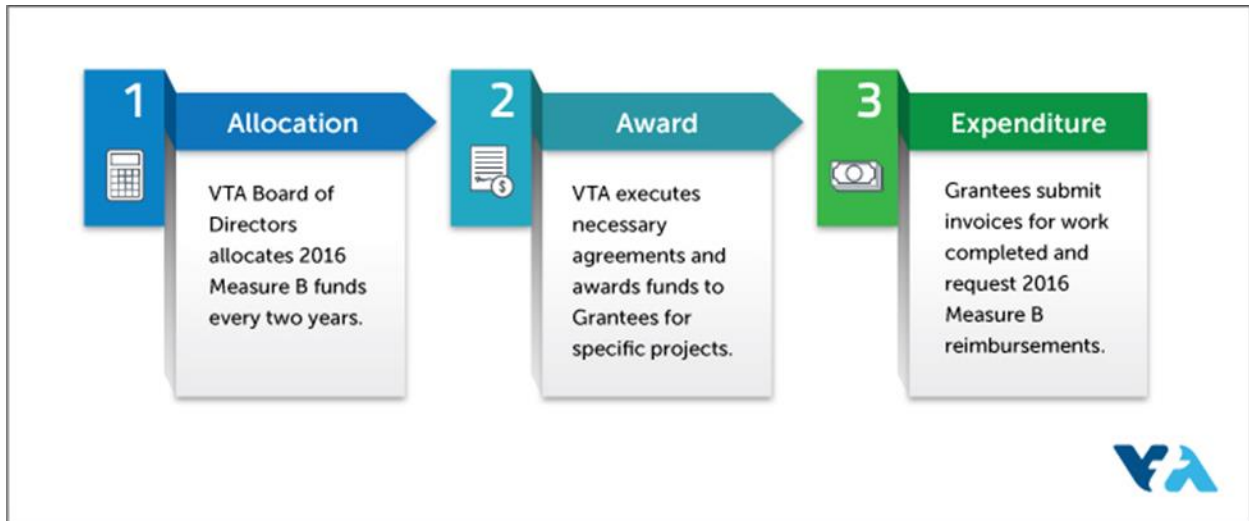 1
Allocation
VTA Board of
Directors
allocates 2016
Measure B funds
every two years.
2
Award
$
VTA executes
necessary
agreements and
awards funds to
Grantees for
specific projects.
3
Expenditure
Grantees submit
invoices for work
completed and
request 2016
Measure B
reimbursements.
VTA